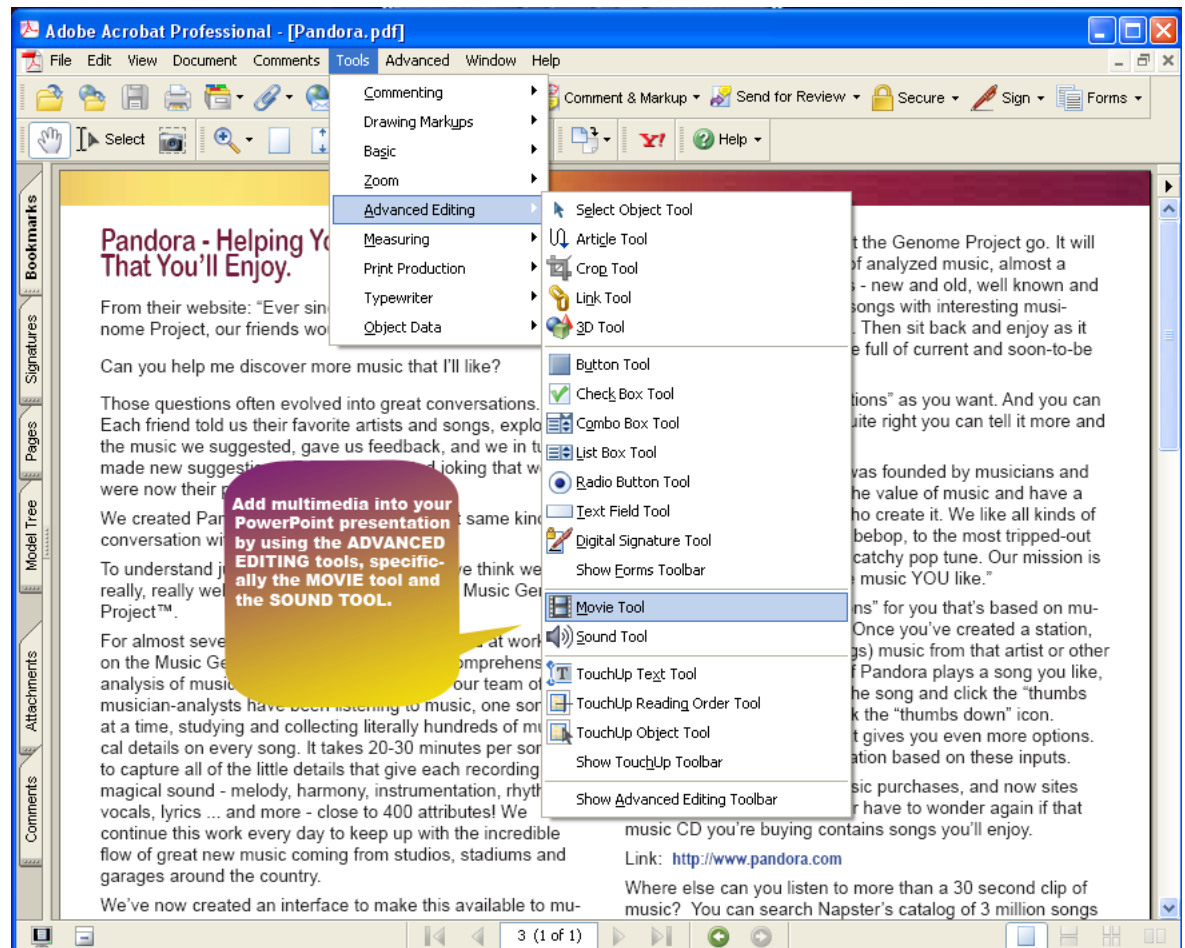 Adobe Acrobat Professional - [Pandora.pdf]
File Edit View Document Comments Tools Advanced Window Help
Comment & Markup Send for Review Secure Sign Forms
Select
Y! Help
Commenting
Drawing Markups
Basic
Zoom
Advanced Editing
Measuring
Print Production
Typewriter
Object Data
Select Object Tool
Article Tool
Crop Tool
Link Tool
3D Tool
Button Tool
Check Box Tool
Combo Box Tool
List Box Tool
Radio Button Tool
Text Field Tool
Digital Signature Tool
Show Forms Toolbar
Movie Tool
Sound Tool
TouchUp Text Tool
TouchUp Reading Order Tool
TouchUp Object Tool
Show TouchUp Toolbar
Show Advanced Editing Toolbar
Bookmarks
Signatures
Pages
Model Tree
Attachments
Comments
Pandora - Helping Yo
That You'll Enjoy.
From their website: “Ever sin
nome Project, our friends wo
Can you help me discover more music that I'll like?
Those questions often evolved into great conversations.
Each friend told us their favorite artists and songs, explo
the music we suggested, gave us feedback, and we in tu
made new suggesti joking that w
were now their p
We created Pan same kind
conversation wi
To understand j e think we
really, really wel Music Gen
Project™.
For almost seve at work
on the Music Ge omprehens
analysis of music our team of
musician-analysts have been listening to music, one son
at a time, studying and collecting literally hundreds of mu
cal details on every song. It takes 20-30 minutes per son
to capture all of the little details that give each recording
magical sound - melody, harmony, instrumentation, rhyth
vocals, lyrics ... and more - close to 400 attributes! We
continue this work every day to keep up with the incredible
flow of great new music coming from studios, stadiums and
garages around the country.
We've now created an interface to make this available to mu-
Add multimedia into your
PowerPoint presentation
by using the ADVANCED
EDITING tools, specific-
ally the MOVIE tool and
the SOUND TOOL.
t the Genome Project go. It will
of analyzed music, almost a
- new and old, well known and
songs with interesting musi-
Then sit back and enjoy as it
e full of current and soon-to-be
tions” as you want. And you can
uite right you can tell it more and
was founded by musicians and
he value of music and have a
ho create it. We like all kinds of
bebop, to the most tripped-out
catchy pop tune. Our mission is
music YOU like.”
ns” for you that's based on mu-
Once you've created a station,
gs) music from that artist or other
f Pandora plays a song you like,
he song and click the “thumbs
k the “thumbs down” icon.
t gives you even more options.
ation based on these inputs.
sic purchases, and now sites
r have to wonder again if that
music CD you're buying contains songs you'll enjoy.
Link: http://www.pandora.com
Where else can you listen to more than a 30 second clip of
music? You can search Napster's catalog of 3 million songs
3 (1 of 1)